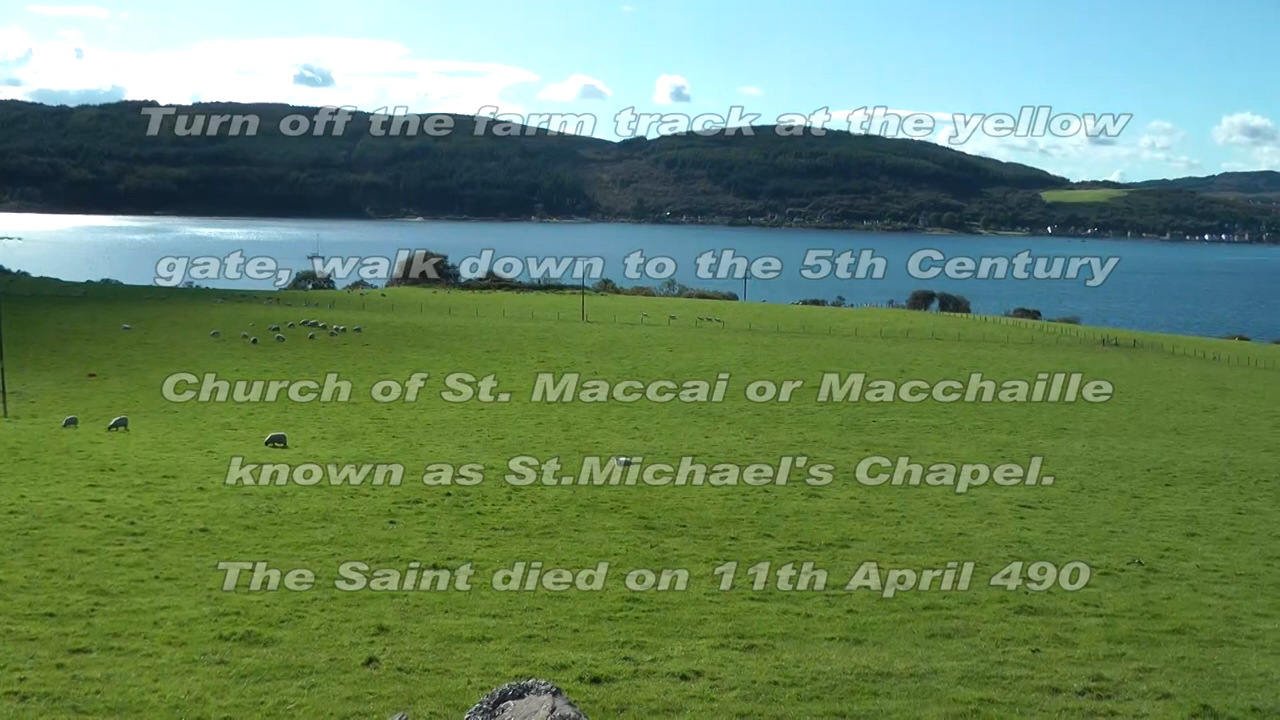 Turn off the farm track at the yellow
gate, walk down to the 5th Century
Church of St. Maccai or Macchaille
known as St.Michael's Chapel.
The Saint died on 11th April 490